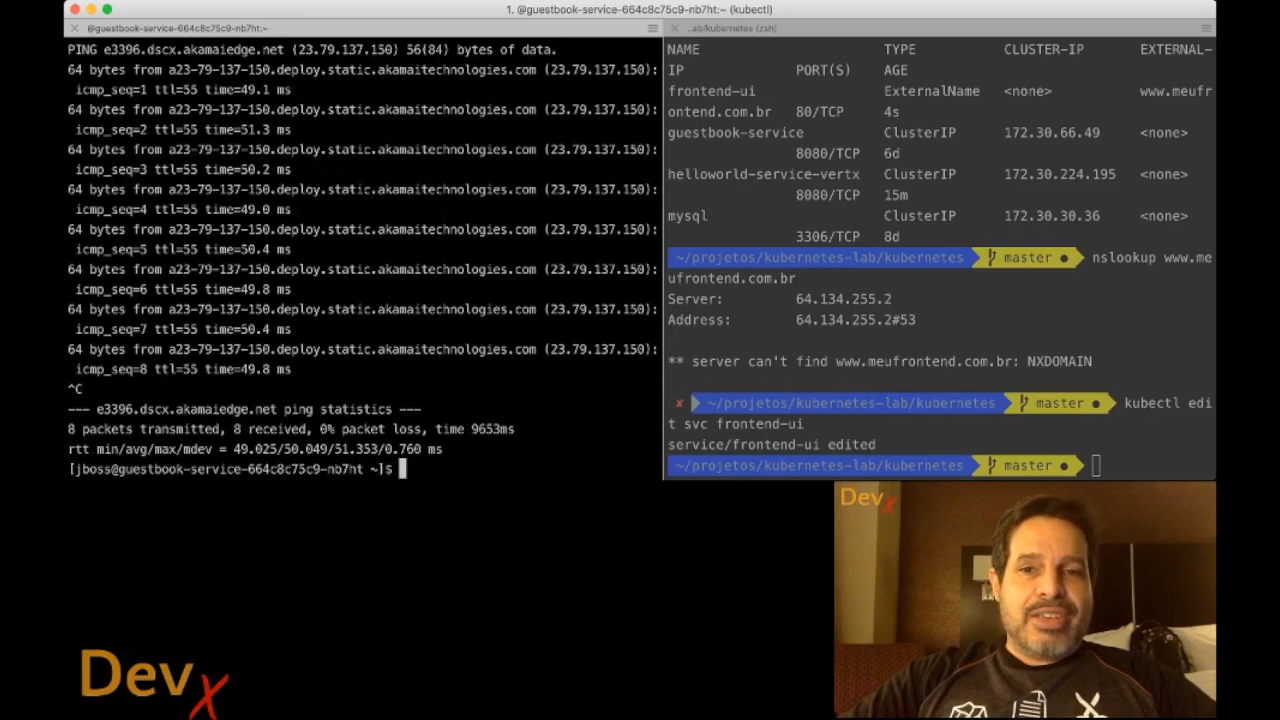 1. @guestbook-service-664c8c75c9-nb7ht:~ (kubectl)
@guestbook-service-664c8c75c9-nb7ht:~
PING e3396.dscx.akamaiedge.net (23.79.137.150) 56(84) bytes of data.
64 bytes from a23-79-137-150.deploy.static.akamaitechnologies.com (23.79.137.150):
icmp_seq=1 ttl=55 time=49.1 ms
64 bytes from a23-79-137-150.deploy.static.akamaitechnologies.com (23.79.137.150):
icmp_seq=2 ttl=55 time=51.3 ms
64 bytes from a23-79-137-150.deploy.static.akamaitechnologies.com (23.79.137.150):
icmp_seq=3 ttl=55 time=50.2 ms
64 bytes from a23-79-137-150.deploy.static.akamaitechnologies.com (23.79.137.150):
icmp_seq=4 ttl=55 time=49.0 ms
64 bytes from a23-79-137-150.deploy.static.akamaitechnologies.com (23.79.137.150):
icmp_seq=5 ttl=55 time=50.4 ms
64 bytes from a23-79-137-150.deploy.static.akamaitechnologies.com (23.79.137.150):
icmp_seq=6 ttl=55 time=49.8 ms
64 bytes from a23-79-137-150.deploy.static.akamaitechnologies.com (23.79.137.150):
icmp_seq=7 ttl=55 time=50.4 ms
64 bytes from a23-79-137-150.deploy.static.akamaitechnologies.com (23.79.137.150):
icmp_seq=8 ttl=55 time=49.8 ms
^C
--- e3396.dscx.akamaiedge.net ping statistics ---
8 packets transmitted, 8 received, 0% packet loss, time 9653ms
rtt min/avg/max/mdev = 49.025/50.049/51.353/0.760 ms
[jboss@guestbook-service-664c8c75c9-nb7ht ~]$
..ab/kubernetes (zsh)
NAME TYPE CLUSTER-IP EXTERNAL-
IP PORT(S) AGE
frontend-ui ExternalName <none> www.meufr
ontend.com.br 80/TCP 4s
guestbook-service ClusterIP 172.30.66.49 <none>
8080/TCP 6d
helloworld-service-vertx ClusterIP 172.30.224.195 <none>
8080/TCP 15m
mysql ClusterIP 172.30.30.36 <none>
3306/TCP 8d
~/projetos/kubernetes-lab/kubernetes master ● nslookup www.me
ufrontend.com.br
Server: 64.134.255.2
Address: 64.134.255.2#53
** server can't find www.meufrontend.com.br: NXDOMAIN
✘ ~/projetos/kubernetes-lab/kubernetes master ● kubectl edi
t svc frontend-ui
service/frontend-ui edited
~/projetos/kubernetes-lab/kubernetes master ●
Devx
Devx